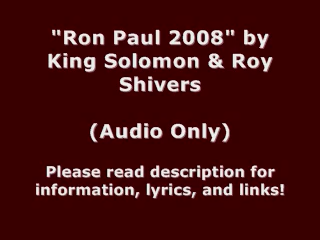 "Ron Paul 2008" by
King Solomon & Roy
Shivers
(Audio Only)
Please read description for
information, lyrics, and links!